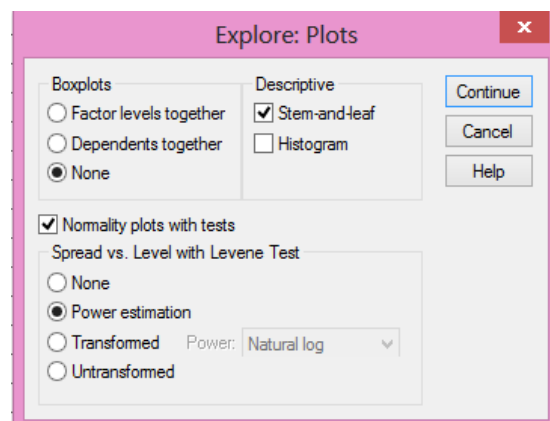 Explore: Plots
x
Boxplots
Factor levels together
Dependents together
None
Descriptive
Stem-and-leaf
Histogram
Continue
Cancel
Help
Normality plots with tests
Spread vs. Level with Levene Test
None
Power estimation
Transformed Power: Natural log
Untransformed